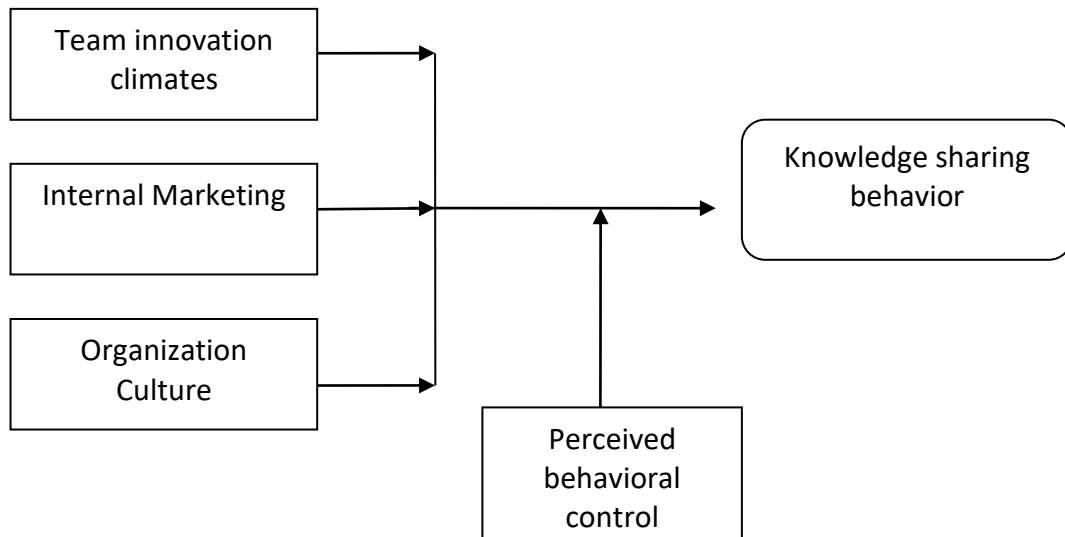 Team innovation
climates
Internal Marketing
Knowledge sharing
behavior
Organization
Culture
Perceived
behavioral
control